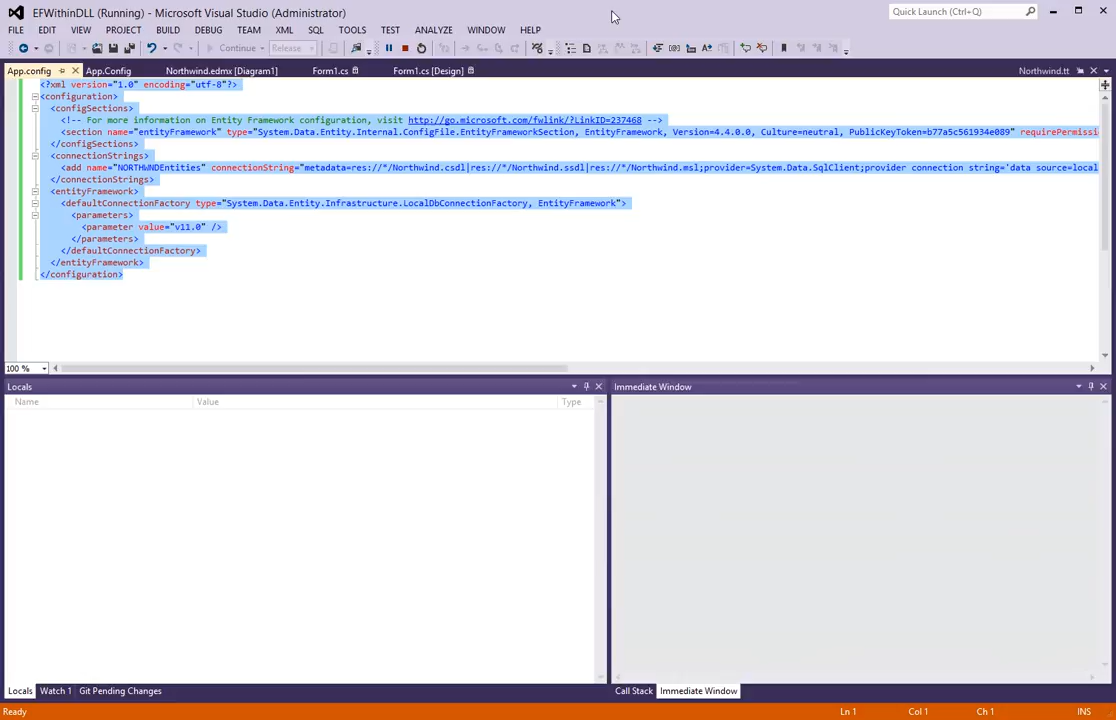 EFWithinDLL (Running) - Microsoft Visual Studio (Administrator)
Quick Launch (Ctrl+Q)
FILE EDIT VIEW PROJECT BUILD DEBUG TEAM XML SQL TOOLS TEST ANALYZE WINDOW HELP
Continue Release
App.config App.Config Northwind.edmx [Diagram1] Form1.cs Form1.cs [Design] Northwind.tt
<?xml version="1.0" encoding="utf-8"?>
<configuration>
<configSections>
<!-- For more information on Entity Framework configuration, visit http://go.microsoft.com/fwlink/?LinkID=237468 -->
<section name="entityFramework" type="System.Data.Entity.Internal.ConfigFile.EntityFrameworkSection, EntityFramework, Version=4.4.0.0, Culture=neutral, PublicKeyToken=b77a5c561934e089" requirePermissi
</configSections>
<connectionStrings>
<add name="NORTHWNDEntities" connectionString="metadata=res://*/Northwind.csdl|res://*/Northwind.ssdl|res://*/Northwind.msl;provider=System.Data.SqlClient;provider connection string='data source=local
</connectionStrings>
<entityFramework>
<defaultConnectionFactory type="System.Data.Entity.Infrastructure.LocalDbConnectionFactory, EntityFramework">
<parameters>
<parameter value="v11.0" />
</parameters>
</defaultConnectionFactory>
</entityFramework>
</configuration>
100 %
Locals
Immediate Window
Name Value Type
Locals Watch 1 Git Pending Changes
Call Stack Immediate Window
Ready Ln 1 Col 1 Ch 1 INS